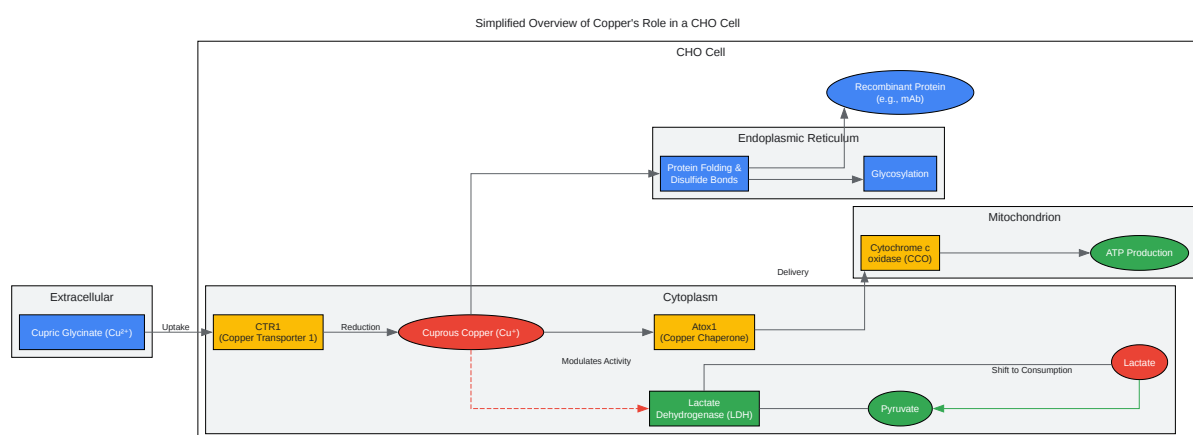 Simplified Overview of Copper's Role in a CHO Cell
CHO Cell
Recombinant Protein
(e.g., mAb)
Endoplasmic Reticulum
Protein Folding &
Disulfide Bonds
Glycosylation
Mitochondrion
Cytochrome c
oxidase (CCO)
ATP Production
Delivery
Extracellular
Cupric Glycinate (Cu²⁺)
Uptake
Cytoplasm
CTR1
(Copper Transporter 1)
Reduction
Cuprous Copper (Cu⁺)
Atox1
(Copper Chaperone)
Modulates Activity
Lactate
Shift to Consumption
Lactate
Dehydrogenase (LDH)
Pyruvate